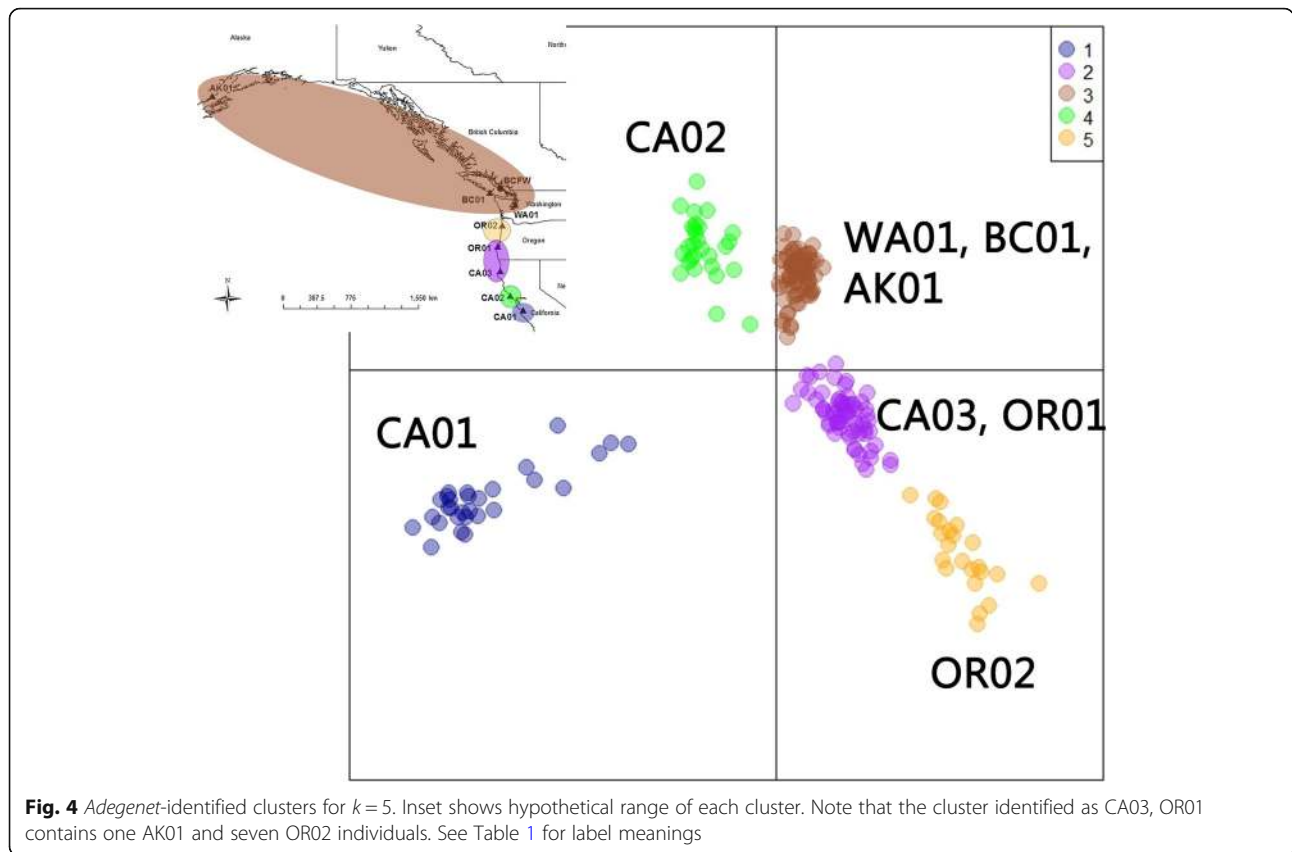 Alaska
Yukon
North
AK01
British Columbia
BCFW
BC01
Washington
WA01
OR02
Oregon
OR01
CA03
Ne
CA02
CA01
California
N
0 387.5 775 1,550 km
1
2
3
4
5
CA02
WA01, BC01,
AK01
CA03, OR01
CA01
OR02
Fig. 4 Adegenet-identified clusters for k = 5. Inset shows hypothetical range of each cluster. Note that the cluster identified as CA03, OR01
contains one AK01 and seven OR02 individuals. See Table 1 for label meanings